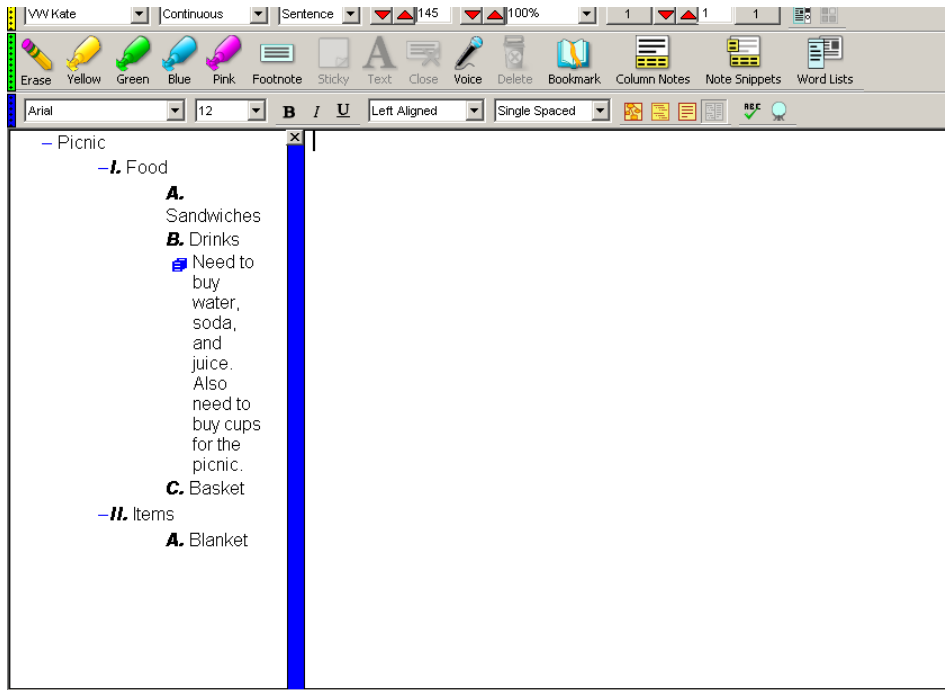 VW Kate Continuous Sentence 145 100% 1 1 1
Erase Yellow Green Blue Pink Footnote Sticky Text Close Voice Delete Bookmark Column Notes Note Snippets Word Lists
Arial 12 B I U Left Aligned Single Spaced
– Picnic
–I. Food
A.
Sandwiches
B. Drinks
Need to
buy
water,
soda,
and
juice.
Also
need to
buy cups
for the
picnic.
C. Basket
–II. Items
A. Blanket